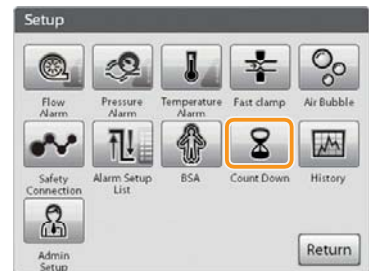 Setup
Flow Alarm
Pressure Alarm
Temperature Alarm
Fast clamp
Air Bubble
Safety Connection
Alarm Setup List
BSA
Count Down
History
Admin Setup
Return